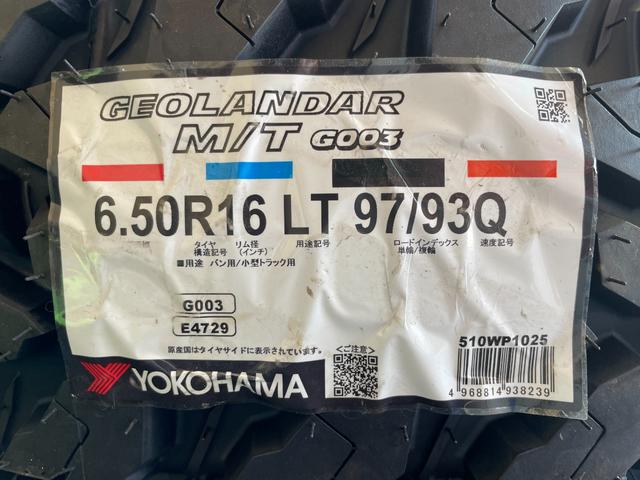 GEOLANDAR
M/T G003
6.50R16 LT 97/93Q
タイヤ 構造記号
リム径 (インチ)
用途記号
ロードインデックス 単輪/複輪
速度記号
■用途 バン用/小型トラック用
G003
E4729
原産国はタイヤサイドに表示されています。
<ご注意>
YOKOHAMA
510WP1025
4 968814 938239